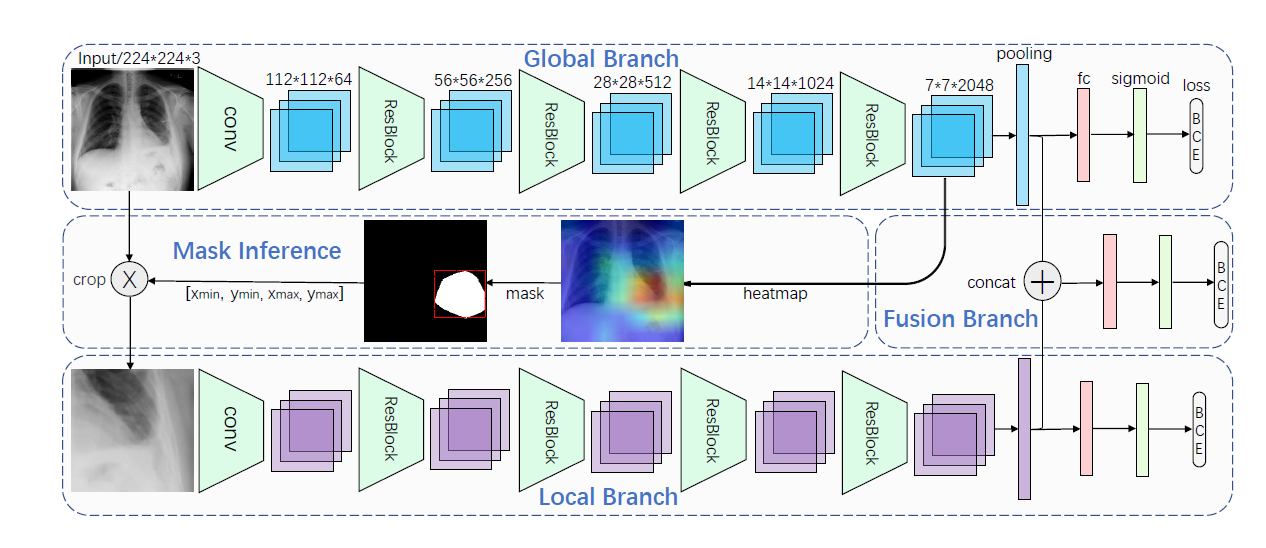 Global Branch
Input/224*224*3
conv
112*112*64
ResBlock
56*56*256
ResBlock
28*28*512
ResBlock
14*14*1024
ResBlock
7*7*2048
pooling
fc
sigmoid
loss
BCE
Mask Inference
crop
X
[xmin, ymin, xmax, ymax]
mask
heatmap
concat
+
Fusion Branch
BCE
conv
ResBlock
ResBlock
ResBlock
ResBlock
BCE
Local Branch